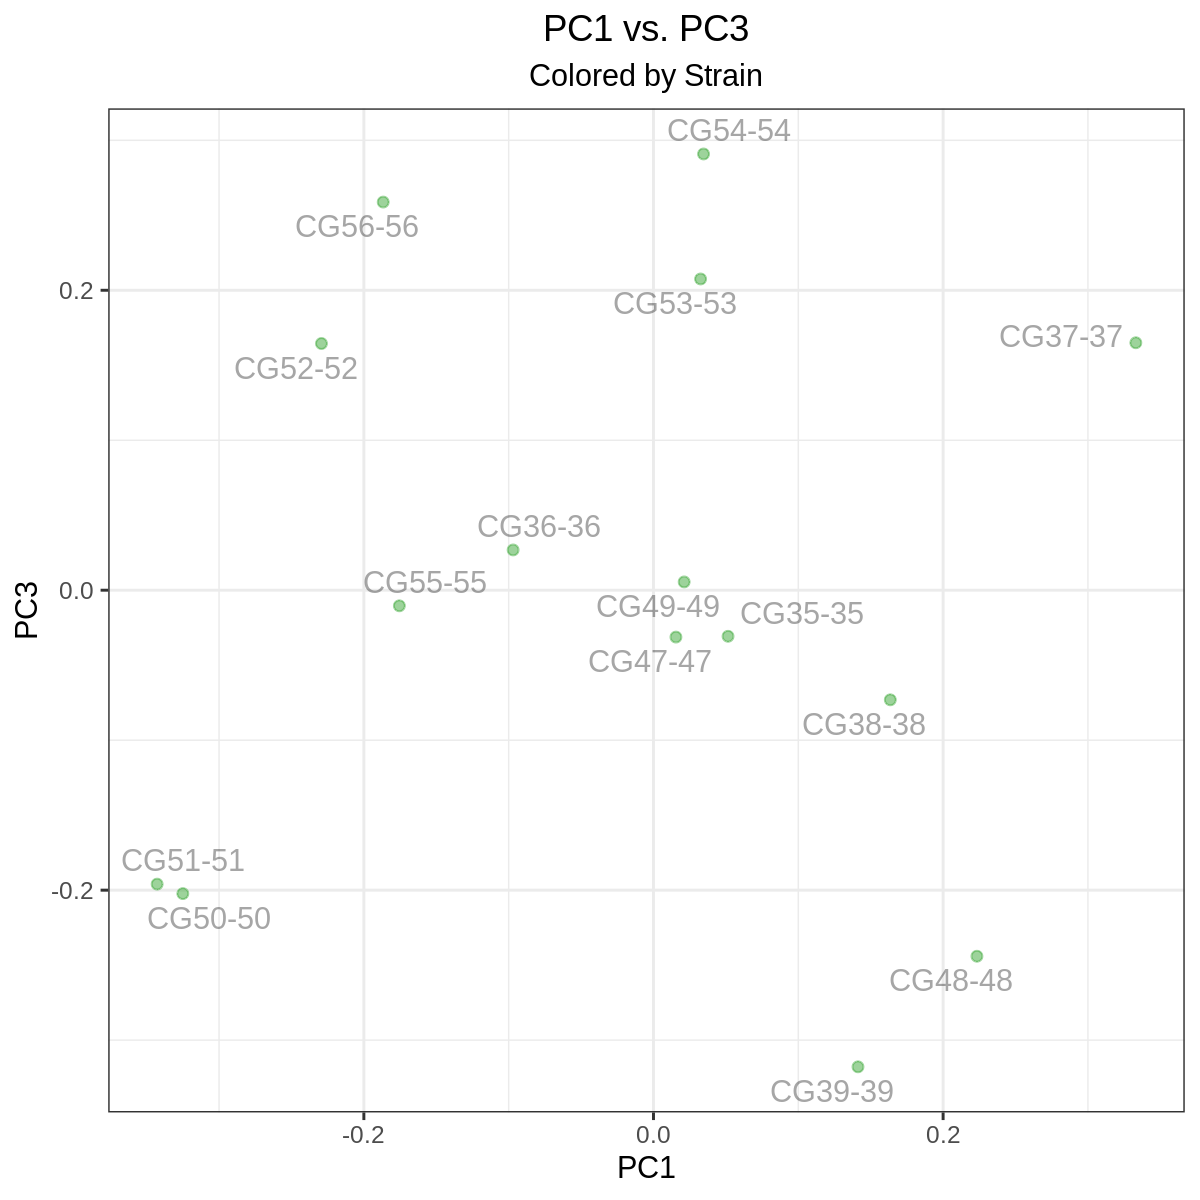 PC1 vs. PC3
Colored by Strain
CG54-54
CG56-56
0.2
CG53-53
CG37-37
CG52-52
CG36-36
CG55-55
PC3
0.0
CG49-49
CG35-35
CG47-47
CG38-38
CG51-51
-0.2
CG50-50
CG48-48
CG39-39
-0.2
0.0
0.2
PC1